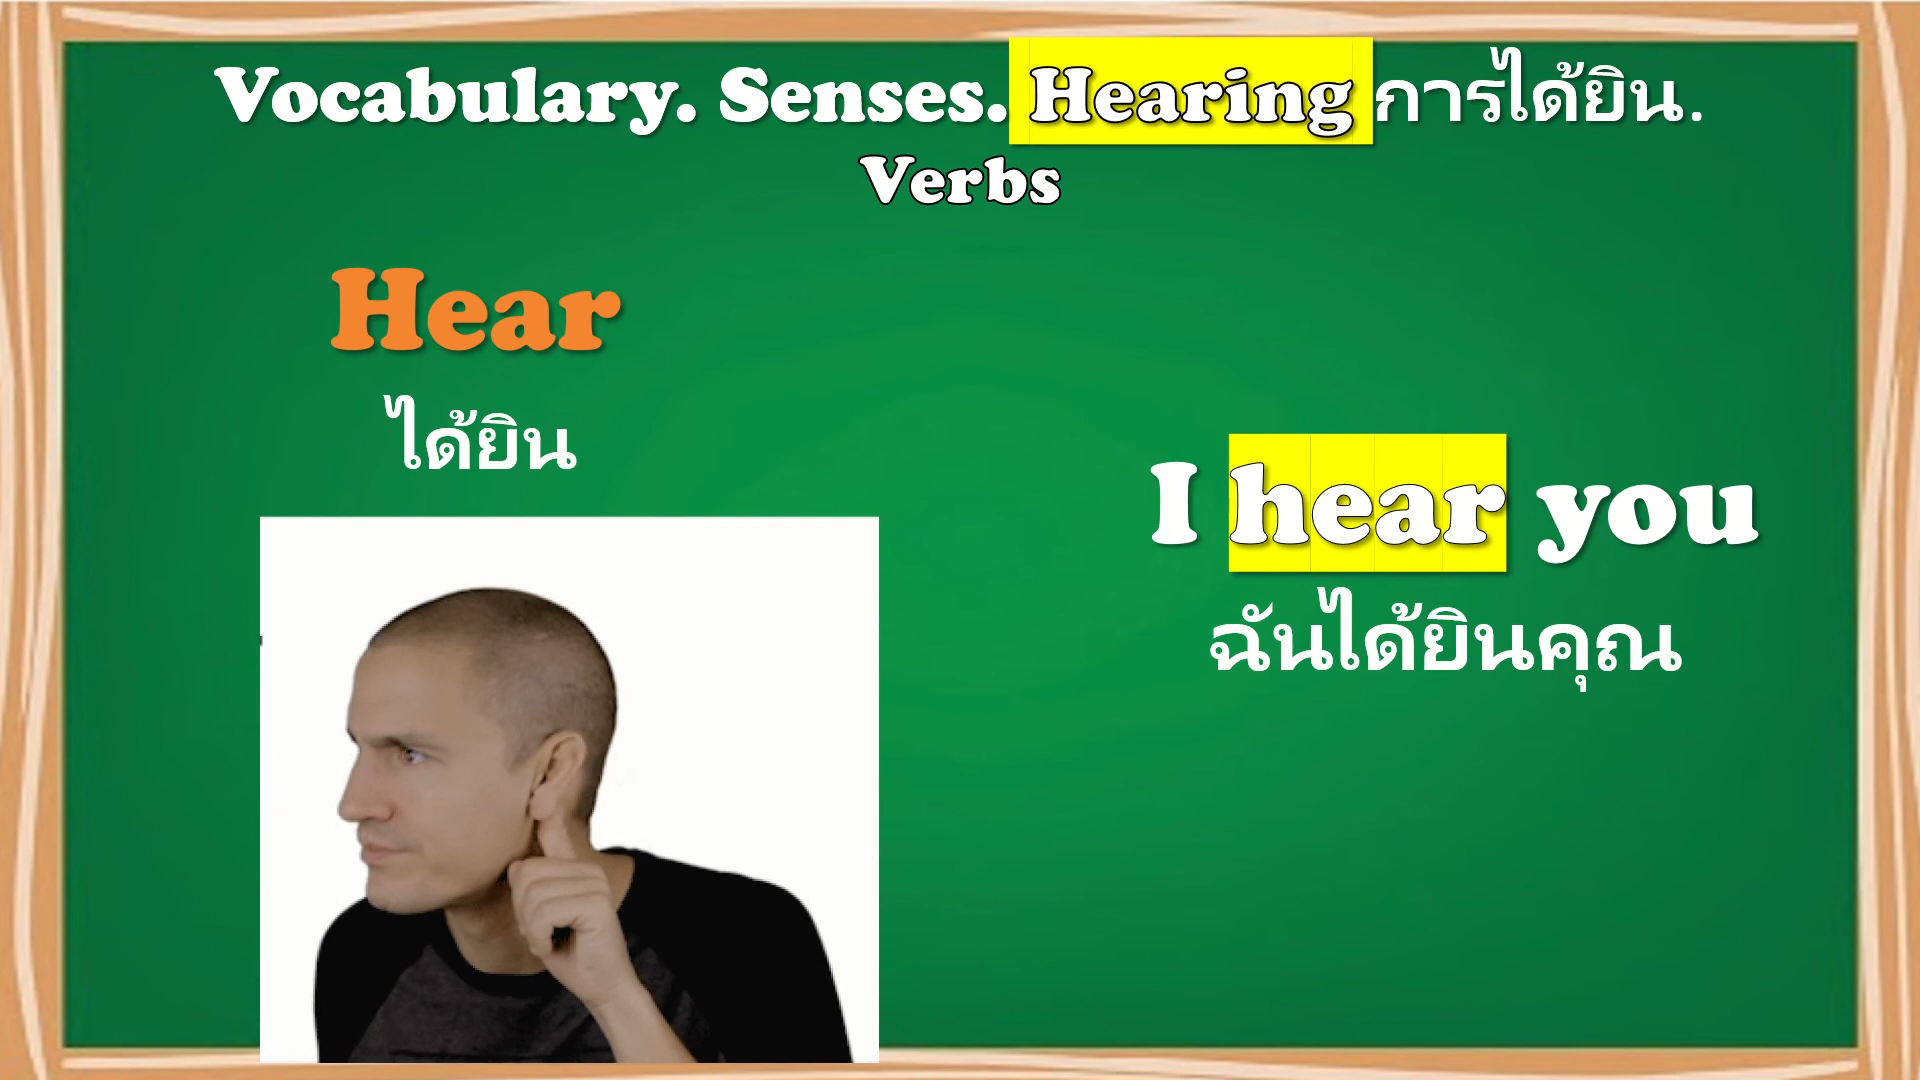 Vocabulary. Senses. Hearing การได้ยิน.
Verbs
Hear
ได้ยิน
I hear you
ฉันได้ยินคุณ